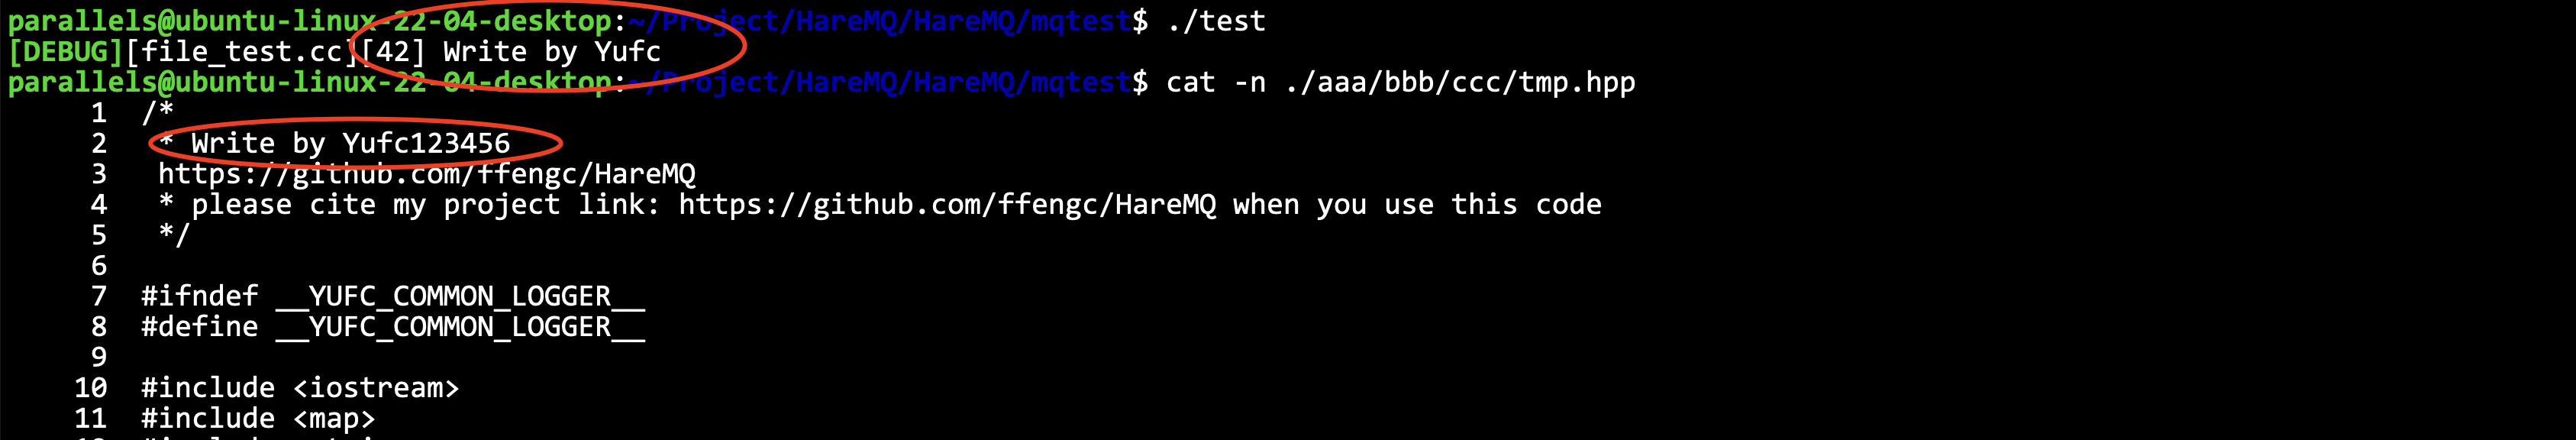 parallels@ubuntu-linux-22-04-desktop:~/Project/HareMQ/HareMQ/mqtest$ ./test
[DEBUG][file_test.cc][42] Write by Yufc
parallels@ubuntu-linux-22-04-desktop:~/Project/HareMQ/HareMQ/mqtest$ cat -n ./aaa/bbb/ccc/tmp.hpp
1 /*
2 * Write by Yufc123456
3 https://github.com/ffengc/HareMQ
4 * please cite my project link: https://github.com/ffengc/HareMQ when you use this code
5 */
6
7 #ifndef __YUFC_COMMON_LOGGER__
8 #define __YUFC_COMMON_LOGGER__
9
10 #include <iostream>
11 #include <map>